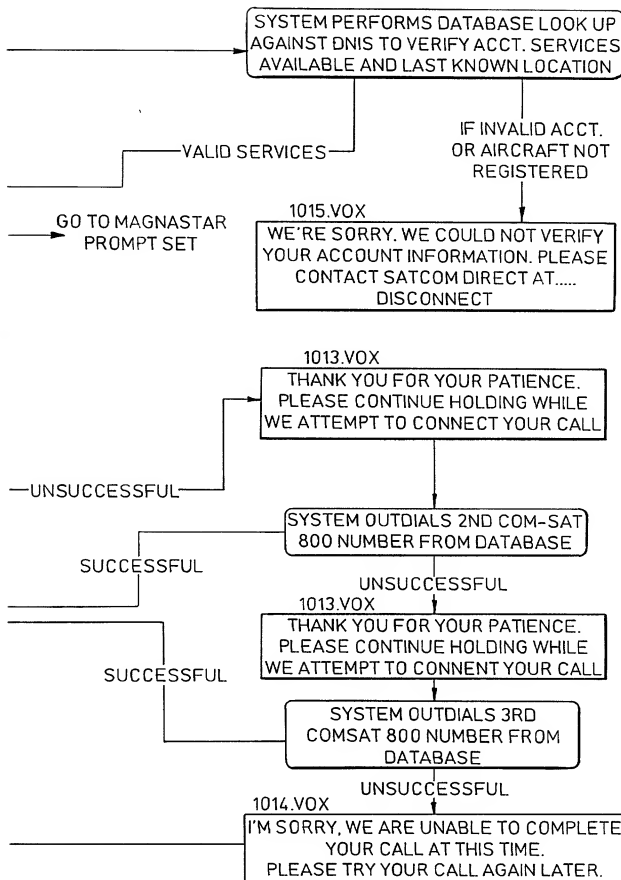 SYSTEM PERFORMS DATABASE LOOK UP
AGAINST DNIS TO VERIFY ACCT. SERVICES
AVAILABLE AND LAST KNOWN LOCATION
VALID SERVICES
IF INVALID ACCT.
OR AIRCRAFT NOT
REGISTERED
GO TO MAGNASTAR
PROMPT SET
1015.VOX
WE'RE SORRY. WE COULD NOT VERIFY
YOUR ACCOUNT INFORMATION. PLEASE
CONTACT SATCOM DIRECT AT.....
DISCONNECT
1013.VOX
THANK YOU FOR YOUR PATIENCE.
PLEASE CONTINUE HOLDING WHILE
WE ATTEMPT TO CONNECT YOUR CALL
UNSUCCESSFUL
SYSTEM OUTDIALS 2ND COM-SAT
800 NUMBER FROM DATABASE
SUCCESSFUL
UNSUCCESSFUL
1013.VOX
THANK YOU FOR YOUR PATIENCE.
PLEASE CONTINUE HOLDING WHILE
WE ATTEMPT TO CONNENT YOUR CALL
SUCCESSFUL
SYSTEM OUTDIALS 3RD
COMSAT 800 NUMBER FROM
DATABASE
UNSUCCESSFUL
1014.VOX
I'M SORRY, WE ARE UNABLE TO COMPLETE
YOUR CALL AT THIS TIME.
PLEASE TRY YOUR CALL AGAIN LATER.